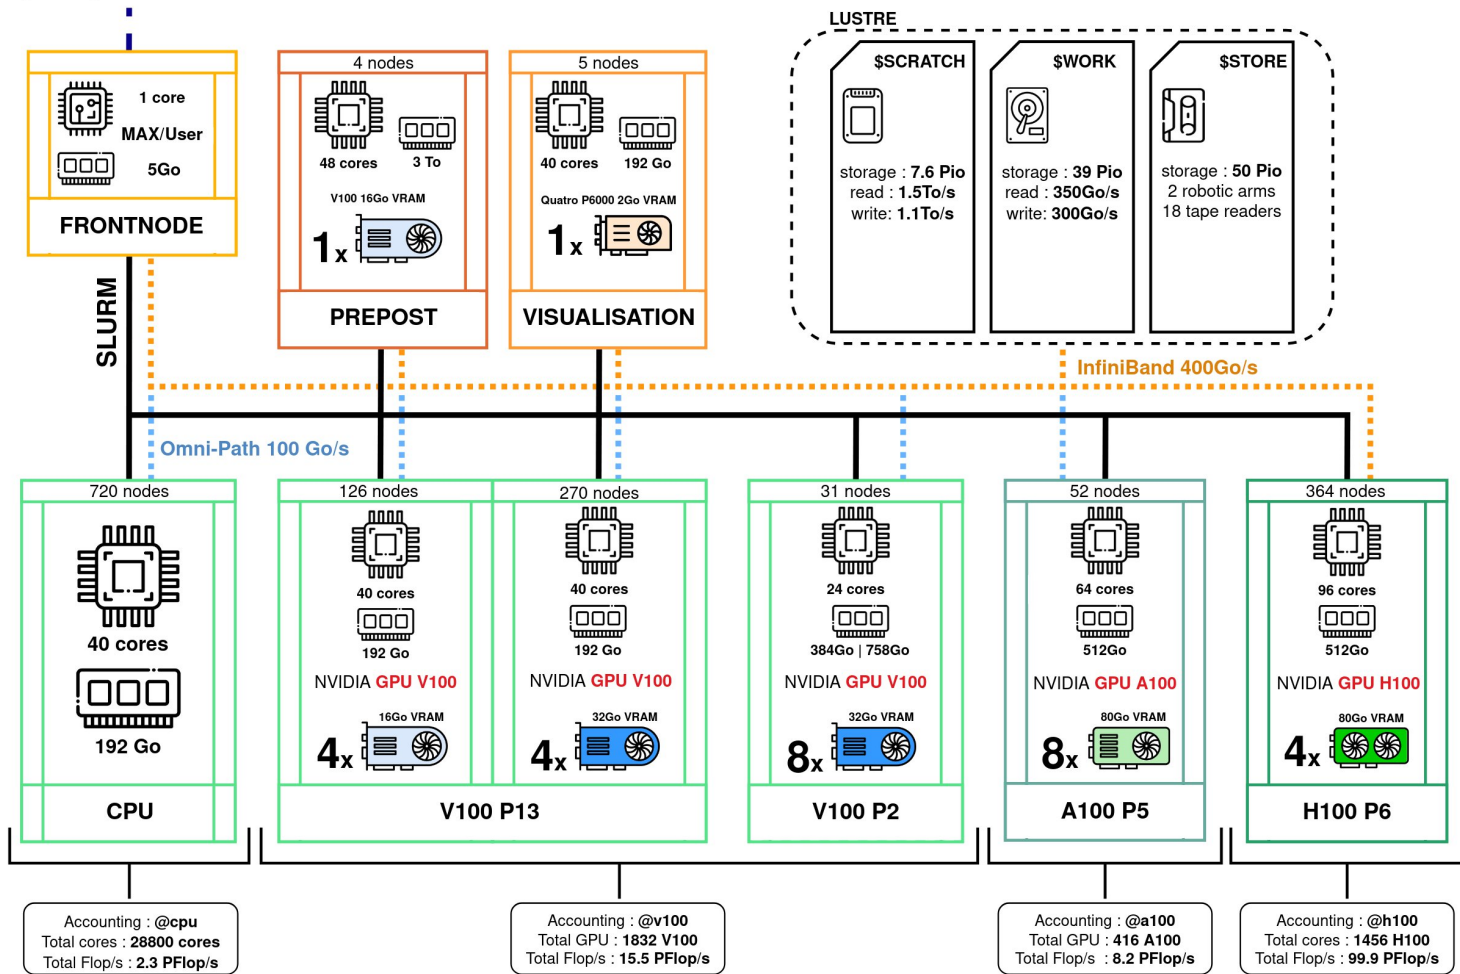 LUSTRE
1 core
MAX/User
5Go
FRONTNODE
4 nodes
48 cores
3 To
V100 16Go VRAM
1x
PREPOST
5 nodes
40 cores
192 Go
Quatro P6000 2Go VRAM
1x
VISUALISATION
$SCRATCH
storage : 7.6 Pio
read : 1.5To/s
write: 1.1To/s
$WORK
storage : 39 Pio
read : 350Go/s
write: 300Go/s
$STORE
storage : 50 Pio
2 robotic arms
18 tape readers
SLURM
InfiniBand 400Go/s
Omni-Path 100 Go/s
720 nodes
40 cores
192 Go
CPU
126 nodes
40 cores
192 Go
NVIDIA GPU V100
16Go VRAM
4x
270 nodes
40 cores
192 Go
NVIDIA GPU V100
32Go VRAM
4x
V100 P13
31 nodes
24 cores
384Go | 758Go
NVIDIA GPU V100
32Go VRAM
8x
V100 P2
52 nodes
64 cores
512Go
NVIDIA GPU A100
80Go VRAM
8x
A100 P5
364 nodes
96 cores
512Go
NVIDIA GPU H100
80Go VRAM
4x
H100 P6
Accounting : @cpu
Total cores : 28800 cores
Total Flop/s : 2.3 PFlop/s
Accounting : @v100
Total GPU : 1832 V100
Total Flop/s : 15.5 PFlop/s
Accounting : @a100
Total GPU : 416 A100
Total Flop/s : 8.2 PFlop/s
Accounting : @h100
Total cores : 1456 H100
Total Flop/s : 99.9 PFlop/s